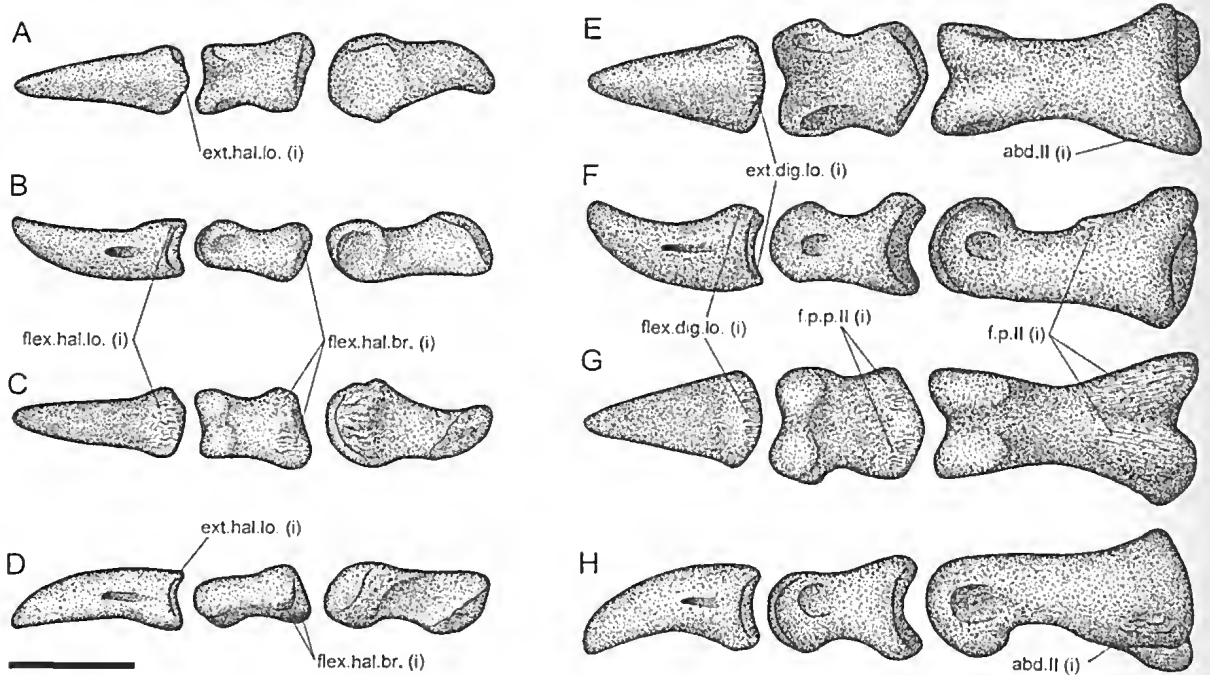 A
ext.hal.lo. (i)
B
flex.hal.lo. (i)
flex.hal.br. (i)
C
ext.hal.lo. (i)
D
flex.hal.br. (i)
E
abd.II (i)
ext.dig.lo. (i)
F
flex.dig.lo. (i)
f.p.p.II (i)
f.p.II (i)
G
H
abd.II (i)